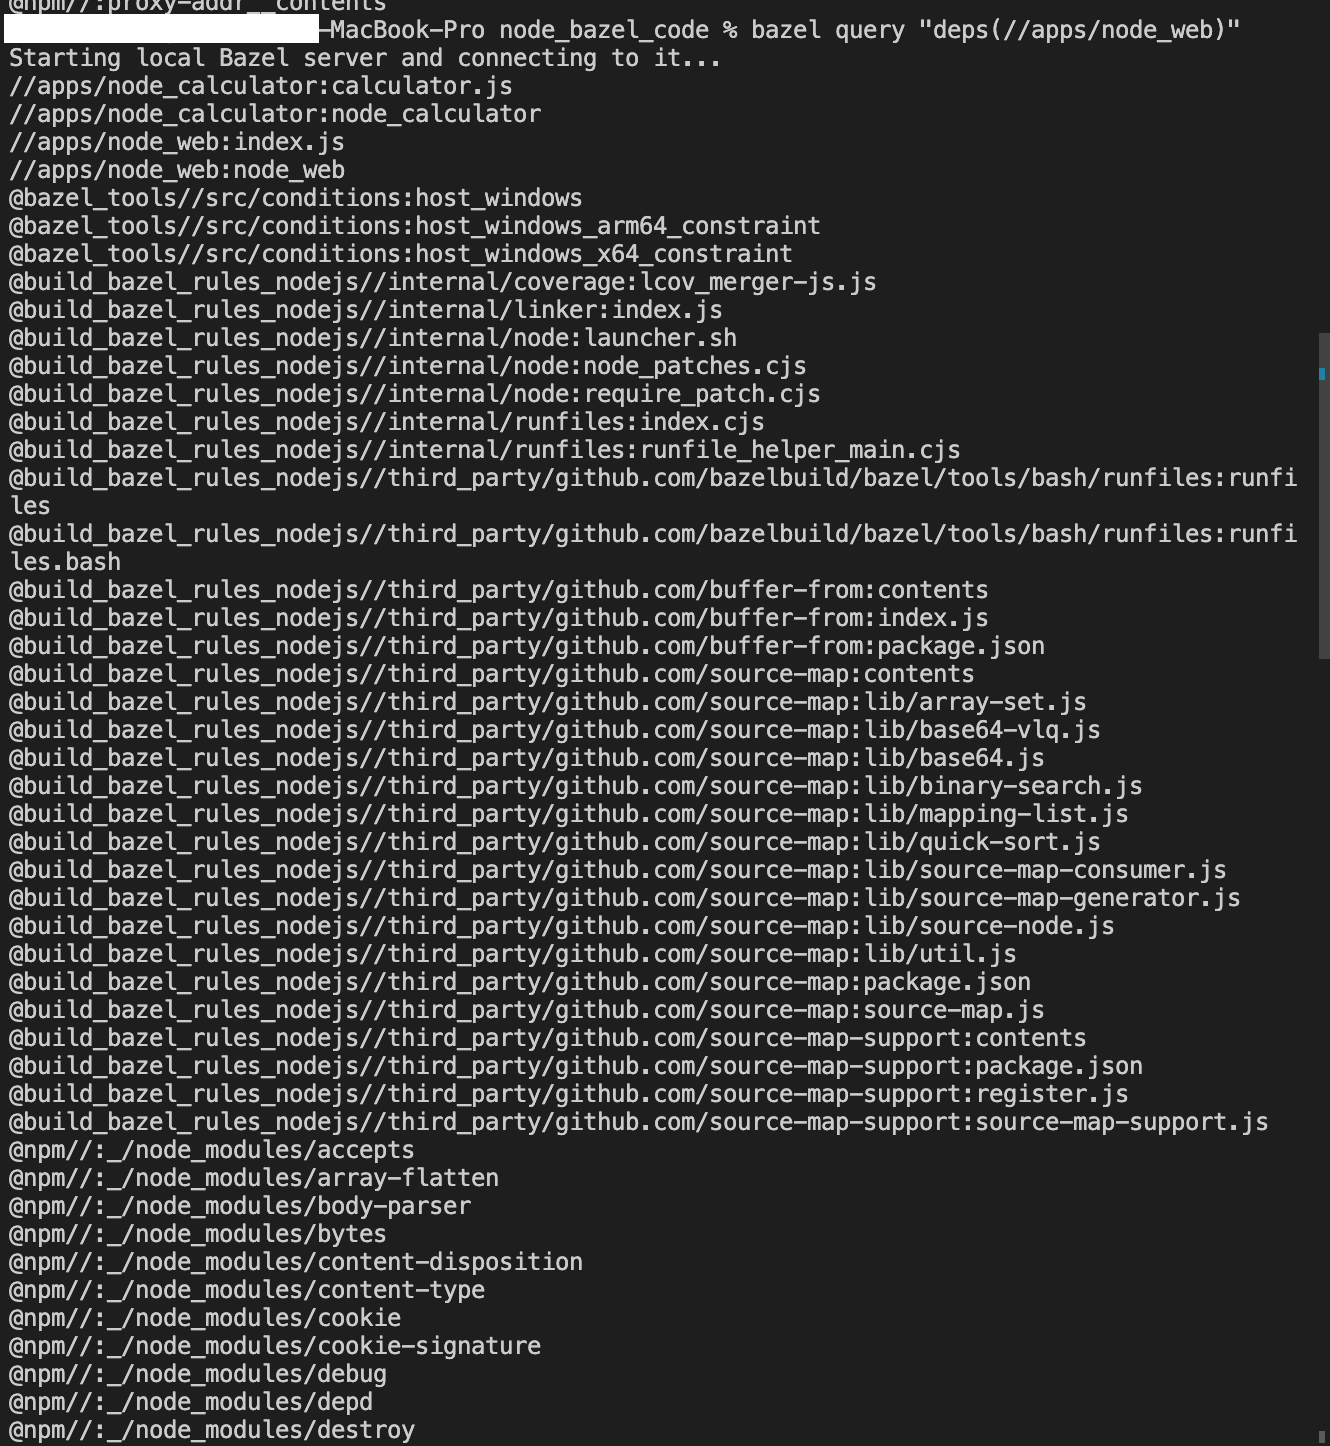 @npm//:proxy-addr__contents
-MacBook-Pro node_bazel_code % bazel query "deps(//apps/node_web)"
Starting local Bazel server and connecting to it...
//apps/node_calculator:calculator.js
//apps/node_calculator:node_calculator
//apps/node_web:index.js
//apps/node_web:node_web
@bazel_tools//src/conditions:host_windows
@bazel_tools//src/conditions:host_windows_arm64_constraint
@bazel_tools//src/conditions:host_windows_x64_constraint
@build_bazel_rules_nodejs//internal/coverage:lcov_merger-js.js
@build_bazel_rules_nodejs//internal/linker:index.js
@build_bazel_rules_nodejs//internal/node:launcher.sh
@build_bazel_rules_nodejs//internal/node:node_patches.cjs
@build_bazel_rules_nodejs//internal/node:require_patch.cjs
@build_bazel_rules_nodejs//internal/runfiles:index.cjs
@build_bazel_rules_nodejs//internal/runfiles:runfile_helper_main.cjs
@build_bazel_rules_nodejs//third_party/github.com/bazelbuild/bazel/tools/bash/runfiles:runfi
les
@build_bazel_rules_nodejs//third_party/github.com/bazelbuild/bazel/tools/bash/runfiles:runfi
les.bash
@build_bazel_rules_nodejs//third_party/github.com/buffer-from:contents
@build_bazel_rules_nodejs//third_party/github.com/buffer-from:index.js
@build_bazel_rules_nodejs//third_party/github.com/buffer-from:package.json
@build_bazel_rules_nodejs//third_party/github.com/source-map:contents
@build_bazel_rules_nodejs//third_party/github.com/source-map:lib/array-set.js
@build_bazel_rules_nodejs//third_party/github.com/source-map:lib/base64-vlq.js
@build_bazel_rules_nodejs//third_party/github.com/source-map:lib/base64.js
@build_bazel_rules_nodejs//third_party/github.com/source-map:lib/binary-search.js
@build_bazel_rules_nodejs//third_party/github.com/source-map:lib/mapping-list.js
@build_bazel_rules_nodejs//third_party/github.com/source-map:lib/quick-sort.js
@build_bazel_rules_nodejs//third_party/github.com/source-map:lib/source-map-consumer.js
@build_bazel_rules_nodejs//third_party/github.com/source-map:lib/source-map-generator.js
@build_bazel_rules_nodejs//third_party/github.com/source-map:lib/source-node.js
@build_bazel_rules_nodejs//third_party/github.com/source-map:lib/util.js
@build_bazel_rules_nodejs//third_party/github.com/source-map:package.json
@build_bazel_rules_nodejs//third_party/github.com/source-map:source-map.js
@build_bazel_rules_nodejs//third_party/github.com/source-map-support:contents
@build_bazel_rules_nodejs//third_party/github.com/source-map-support:package.json
@build_bazel_rules_nodejs//third_party/github.com/source-map-support:register.js
@build_bazel_rules_nodejs//third_party/github.com/source-map-support:source-map-support.js
@npm//:_/node_modules/accepts
@npm//:_/node_modules/array-flatten
@npm//:_/node_modules/body-parser
@npm//:_/node_modules/bytes
@npm//:_/node_modules/content-disposition
@npm//:_/node_modules/content-type
@npm//:_/node_modules/cookie
@npm//:_/node_modules/cookie-signature
@npm//:_/node_modules/debug
@npm//:_/node_modules/depd
@npm//:_/node_modules/destroy